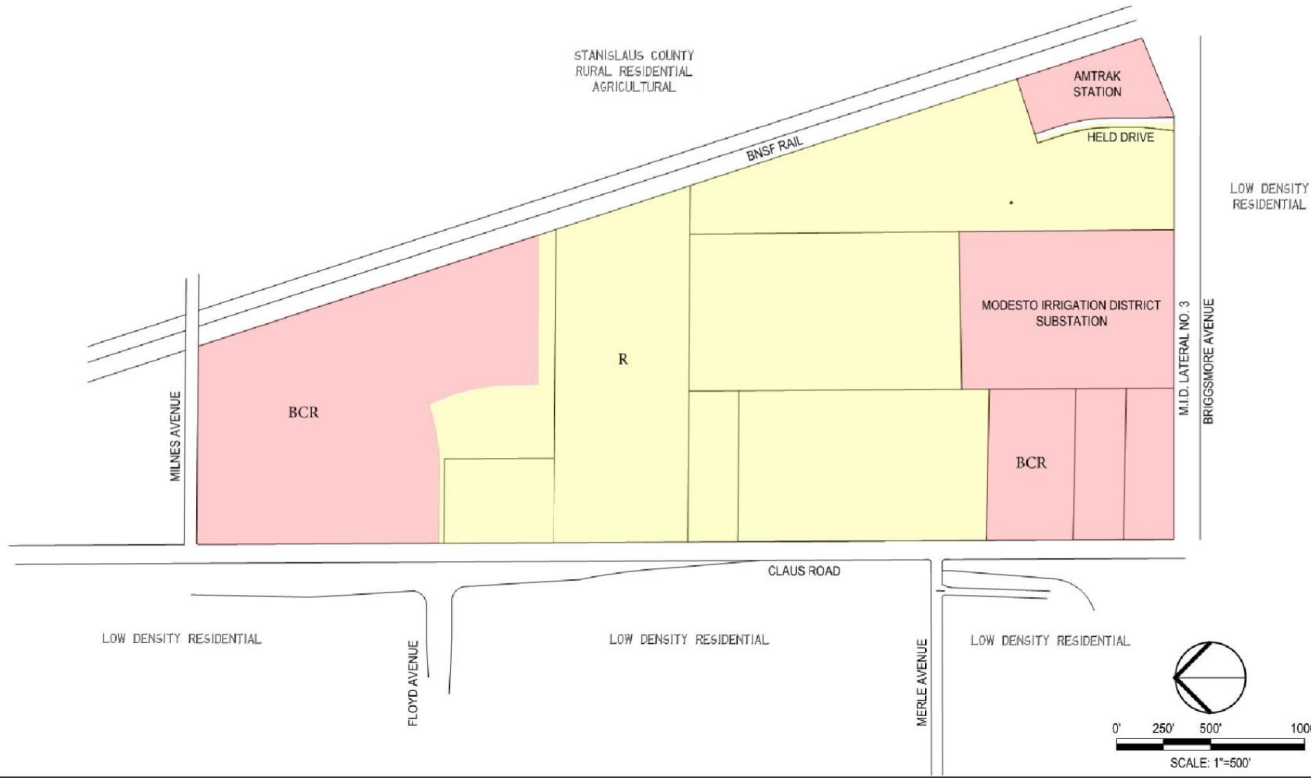 STANISLAUS COUNTY
RURAL RESIDENTIAL
AGRICULTURAL
AMTRAK
STATION
HELD DRIVE
BNSF RAIL
LOW DENSITY
RESIDENTIAL
MODESTO IRRIGATION DISTRICT
SUBSTATION
M.I.D. LATERAL NO. 3
BRIGGSMORE AVENUE
R
BCR
MILNES AVENUE
BCR
CLAUS ROAD
LOW DENSITY RESIDENTIAL
FLOYD AVENUE
LOW DENSITY RESIDENTIAL
MERLE AVENUE
LOW DENSITY RESIDENTIAL
0' 250' 500' 1000
SCALE: 1"=500'